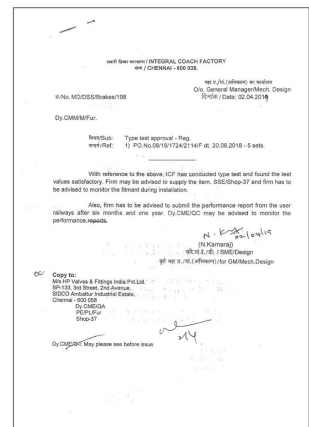 सवारी डिब्बा कारखाना / INTEGRAL COACH FACTORY
चेन्नै / CHENNAI - 600 038.
का कार्यालय
O/o. General Manager/Mech. Design
सं/No. MD/DSS/Brakes/198
दिनांक / Date: 02.04.2019
Dy.CMM/M/Fur.
विषय/Sub: Type test approval - Reg.
संदर्भ/Ref: 1) PO.No.08/18/1724/2114/F dt. 20.08.2018 - 5 sets.
With reference to the above, ICF has conducted type test and found the test
values satisfactory. Firm may be advised to supply the item. SSE/Shop-37 and firm has to
be advised to monitor the fitment during installation.
Also, firm has to be advised to submit the performance report from the user
railways after six months and one year. Dy.CME/QC may be advised to monitor the
performance.reports.
N. K
02/04/19
(N.Kamaraj)
/ SME/Design
/for GM/Mech.Design
Copy to:
M/s HP Valves & Fittings India Pvt.Ltd.
SP-133, 3rd Street, 2nd Avenue,
SIDCO Ambattur Industrial Estate,
Chennai - 600 058
Dy.CME/QA
PE/PL/Fur
Shop-37
2/4
Dy.CME/D-I: May please see before issue.